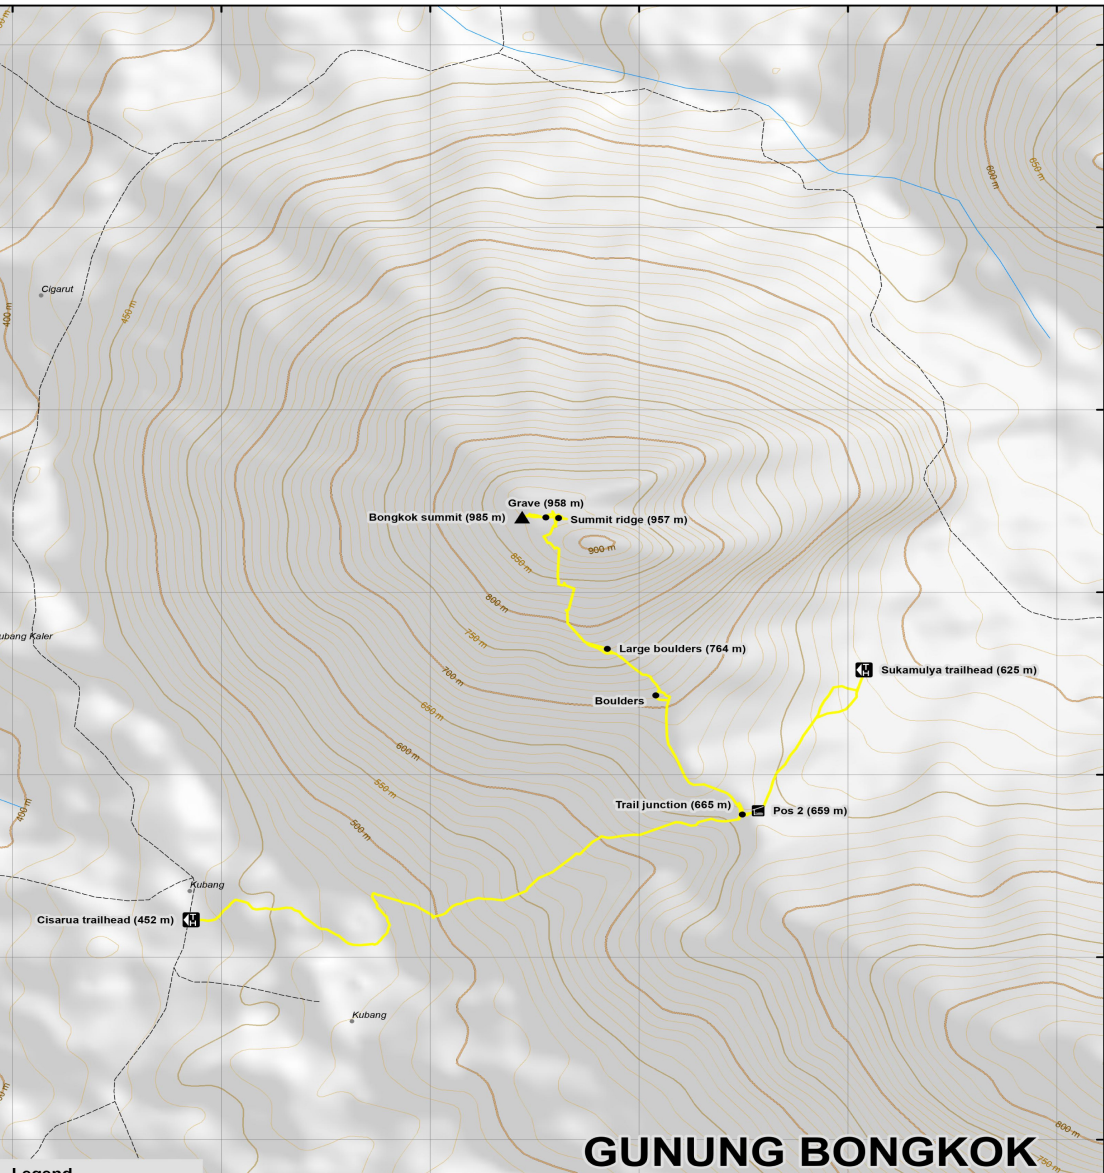 600 m
650 m
Cigarut
450 m
400 m
Grave (958 m)
Bongkok summit (985 m)
Summit ridge (957 m)
900 m
850 m
800 m
750 m
ubang Kaler
Large boulders (764 m)
Sukamulya trailhead (625 m)
700 m
Boulders
650 m
600 m
550 m
450 m
Trail junction (665 m)
Pos 2 (659 m)
500 m
Kubang
Cisarua trailhead (452 m)
Kubang
800 m
750 m
GUNUNG BONGKOK
Legend